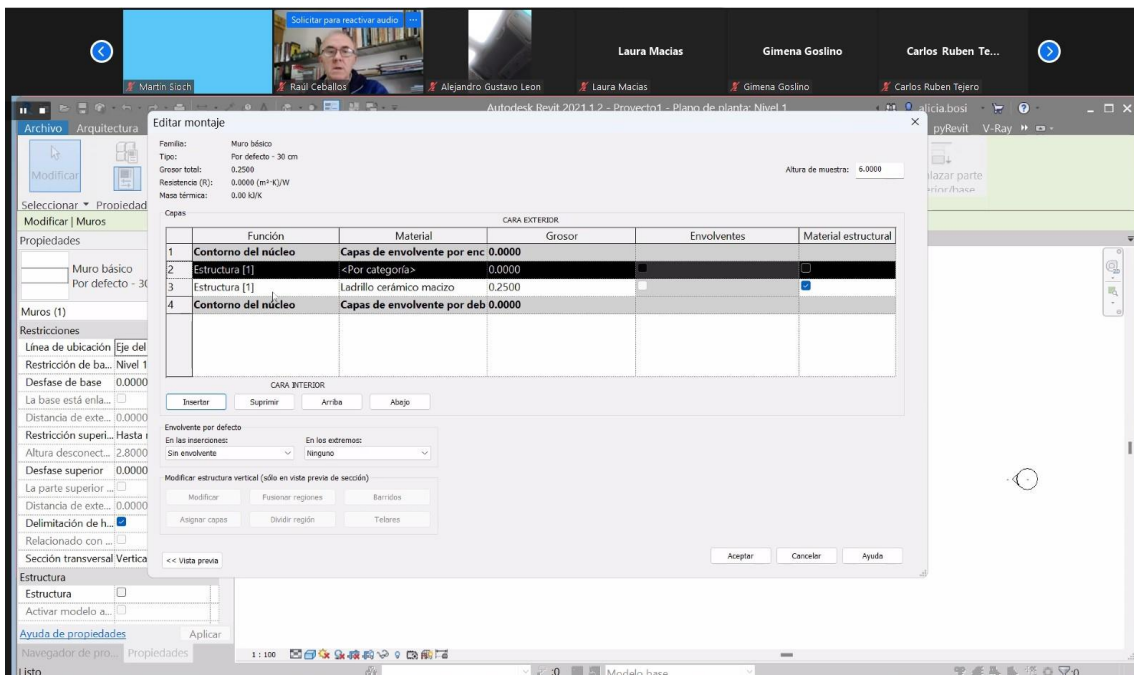 Solicitar para reactivar audio ...
Laura Macias
Gimena Goslino
Carlos Ruben Te...
Martin Sioch
Raúl Ceballos
Alejandro Gustavo Leon
Laura Macias
Gimena Goslino
Carlos Ruben Tejero
Autodesk Revit 2021.1.2 - Proyecto1 - Plano de planta: Nivel 1
alicia.bosi
Archivo Arquitectura
Editar montaje
pyRevit V-Ray
Familia: Muro básico
Tipo: Por defecto - 30 cm
Grosor total: 0.2500
Resistencia (R): 0.0000 (m²·K)/W
Masa térmica: 0.00 kJ/K
Altura de muestra: 6.0000
Modificar
Seleccionar Propiedad
Modificar | Muros
Capas
CARA EXTERIOR
Función Material Grosor Envolventes Material estructural
1 Contorno del núcleo Capas de envolvente por enc 0.0000
2 Estructura [1] <Por categoría> 0.0000
3 Estructura [1] Ladrillo cerámico macizo 0.2500
4 Contorno del núcleo Capas de envolvente por deb 0.0000
CARA INTERIOR
Insertar Suprimir Arriba Abajo
Envolvente por defecto
En las inserciones: En los extremos:
Sin envolvente Ninguno
Modificar estructura vertical (sólo en vista previa de sección)
Modificar Fusionar regiones Barridos
Asignar capas Dividir región Telares
<< Vista previa
Aceptar Cancelar Ayuda
Propiedades
Muro básico
Por defecto - 30
Muros (1)
Restricciones
Línea de ubicación Eje del
Restricción de ba... Nivel 1
Desfase de base 0.0000
La base está enla...
Distancia de exte... 0.0000
Restricción superi... Hasta
Altura desconect... 2.8000
Desfase superior 0.0000
La parte superior ...
Distancia de exte... 0.0000
Delimitación de h...
Relacionado con ...
Sección transversal Vertica
Estructura
Estructura
Activar modelo a...
Ayuda de propiedades Aplicar
Navegador de pro... Propiedades
1 : 100
Listo
:0
Modelo base
:0